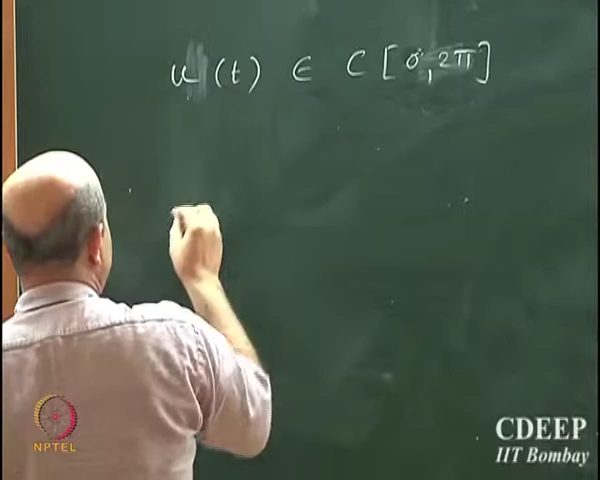 u(t) ∈ C[0, 2π]
NPTEL
CDEEP
IIT Bombay